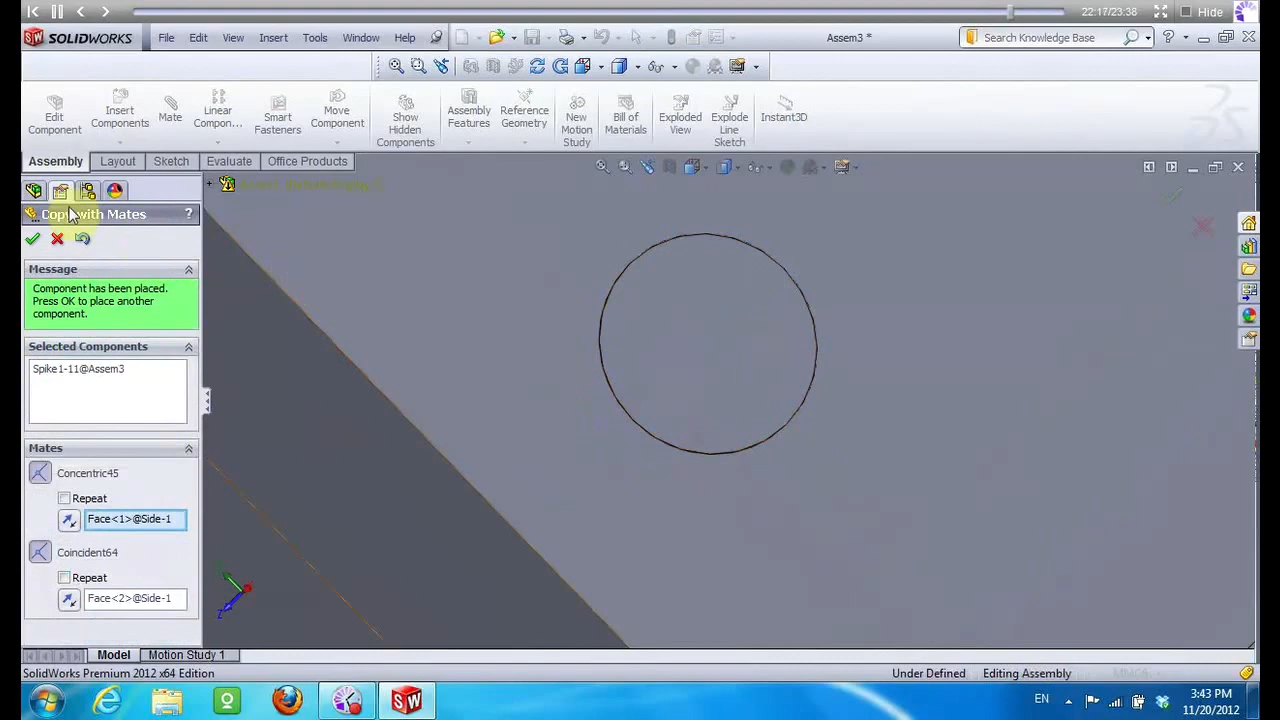 22:17/23:38
Hide
SW SOLIDWORKS File Edit View Insert Tools Window Help
Assem3 *
Search Knowledge Base
Edit Component
Insert Components
Mate
Linear Compon...
Smart Fasteners
Move Component
Show Hidden Components
Assembly Features
Reference Geometry
New Motion Study
Bill of Materials
Exploded View
Explode Line Sketch
Instant3D
Assembly Layout Sketch Evaluate Office Products
Copy with Mates ?
Message
Component has been placed.
Press OK to place another
component.
Selected Components
Spike1-11@Assem3
Mates
Concentric45
Repeat
Face<1>@Side-1
Coincident64
Repeat
Face<2>@Side-1
Z
Model Motion Study 1
SolidWorks Premium 2012 x64 Edition
Under Defined
Editing Assembly
MMGS
SW
EN
3:43 PM
11/20/2012